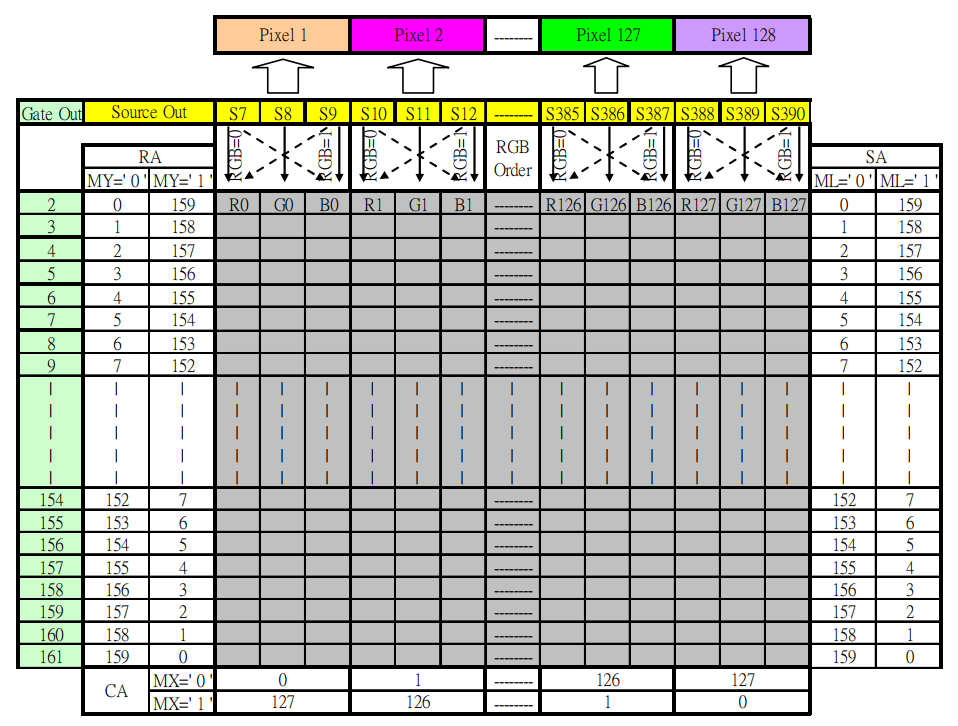 Pixel 1 Pixel 2 -------- Pixel 127 Pixel 128
Gate Out Source Out S7 S8 S9 S10 S11 S12 -------- S385 S386 S387 S388 S389 S390
RGB=0 RGB=1 RGB=0 RGB=1 RGB Order RGB=0 RGB=1 RGB=0 RGB=1
RA SA
MY='0' MY='1' ML='0' ML='1'
2 0 159 R0 G0 B0 R1 G1 B1 -------- R126 G126 B126 R127 G127 B127 0 159
3 1 158 -------- 1 158
4 2 157 -------- 2 157
5 3 156 -------- 3 156
6 4 155 -------- 4 155
7 5 154 -------- 5 154
8 6 153 -------- 6 153
9 7 152 -------- 7 152
154 152 7 -------- 152 7
155 153 6 -------- 153 6
156 154 5 -------- 154 5
157 155 4 -------- 155 4
158 156 3 -------- 156 3
159 157 2 -------- 157 2
160 158 1 -------- 158 1
161 159 0 -------- 159 0
CA MX='0' 0 1 -------- 126 127
MX='1' 127 126 -------- 1 0